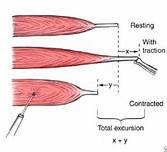 Resting
x
With
traction
y
Contracted
Total excursion
x + y